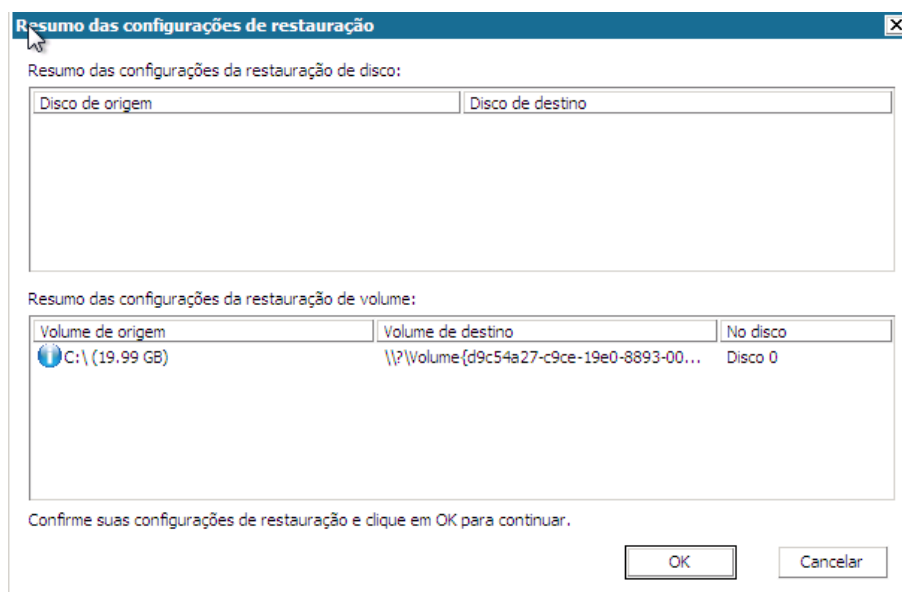 Resumo das configurações de restauração
Resumo das configurações da restauração de disco:
Disco de origem Disco de destino
Resumo das configurações da restauração de volume:
Volume de origem Volume de destino No disco
C:\ (19.99 GB) \\?\Volume{d9c54a27-c9ce-19e0-8893-00... Disco 0
Confirme suas configurações de restauração e clique em OK para continuar.
OK Cancelar